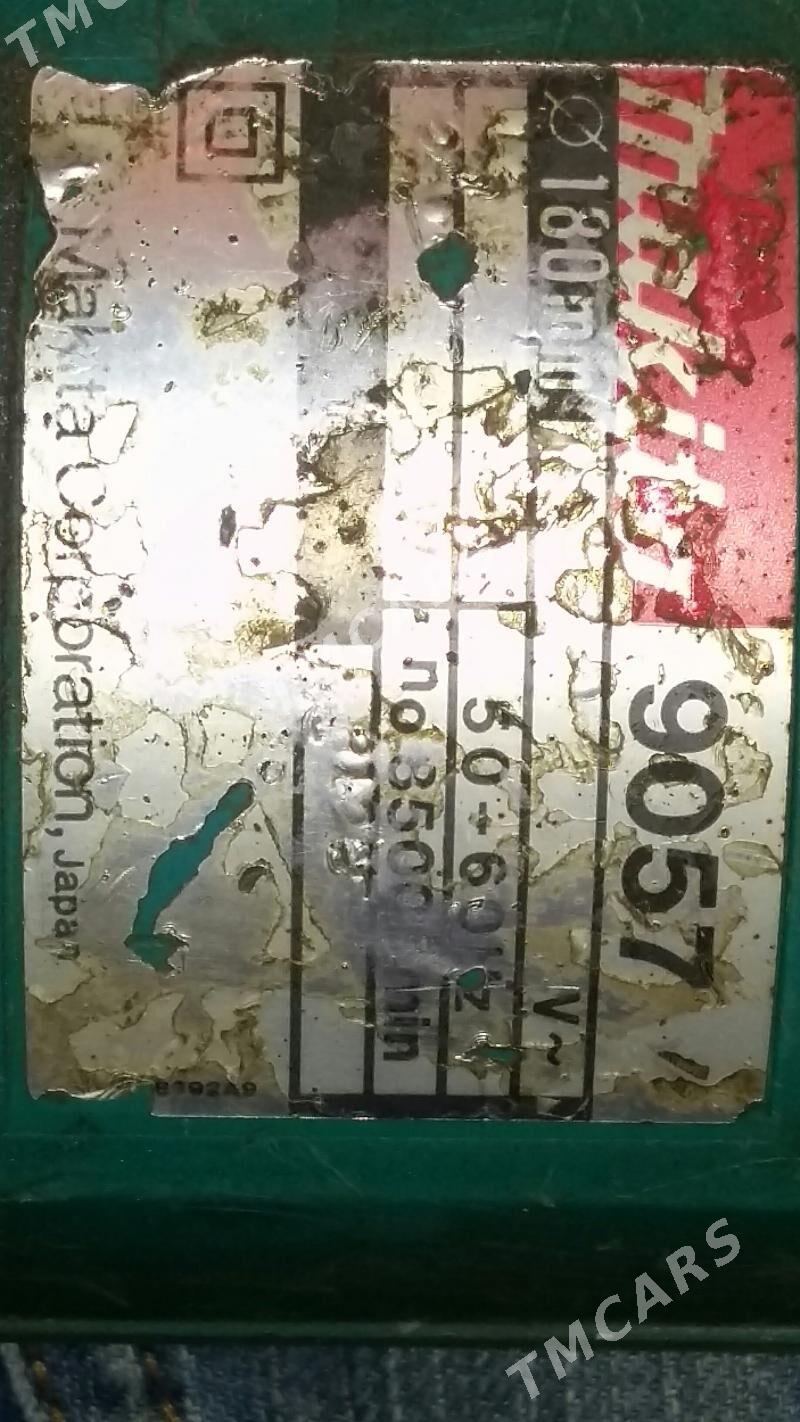 TMCARS
makita
9057
180mm
V~
50-60Hz
no 8500/min
Makita Corporation, Japan
TMCARS